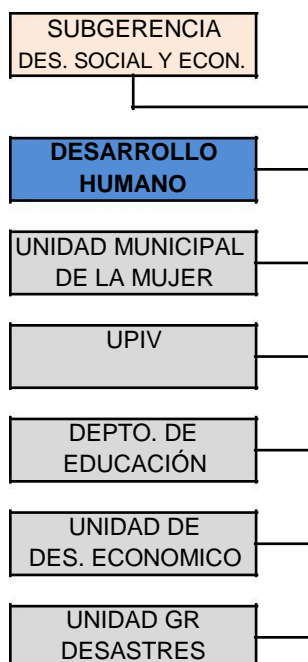 SUBGERENCIA
DES. SOCIAL Y ECON.
DESARROLLO
HUMANO
UNIDAD MUNICIPAL
DE LA MUJER
UPIV
DEPTO. DE
EDUCACIÓN
UNIDAD DE
DES. ECONOMICO
UNIDAD GR
DESASTRES